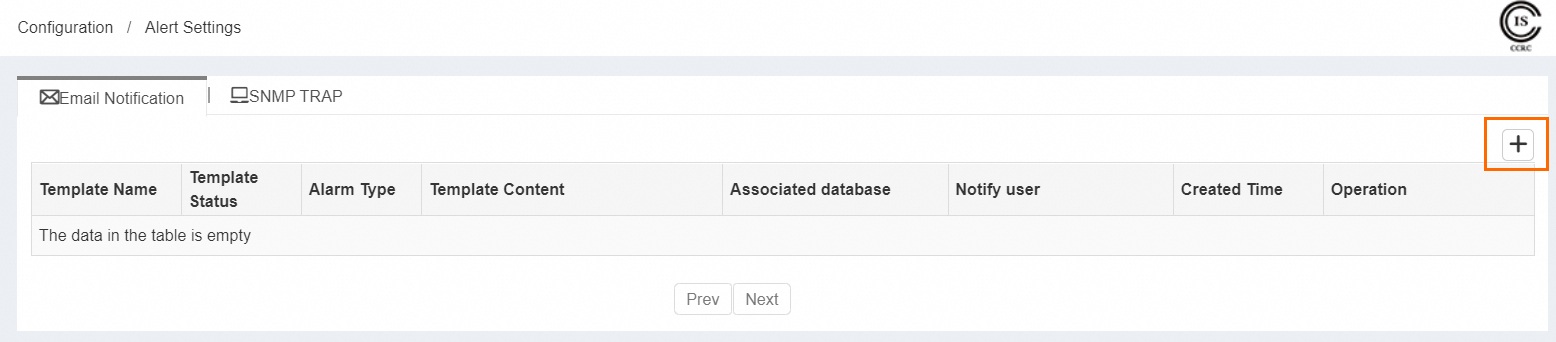 Configuration / Alert Settings
IS
CCRC
Email Notification | SNMP TRAP
Template Name Template Status Alarm Type Template Content Associated database Notify user Created Time Operation
The data in the table is empty
Prev Next